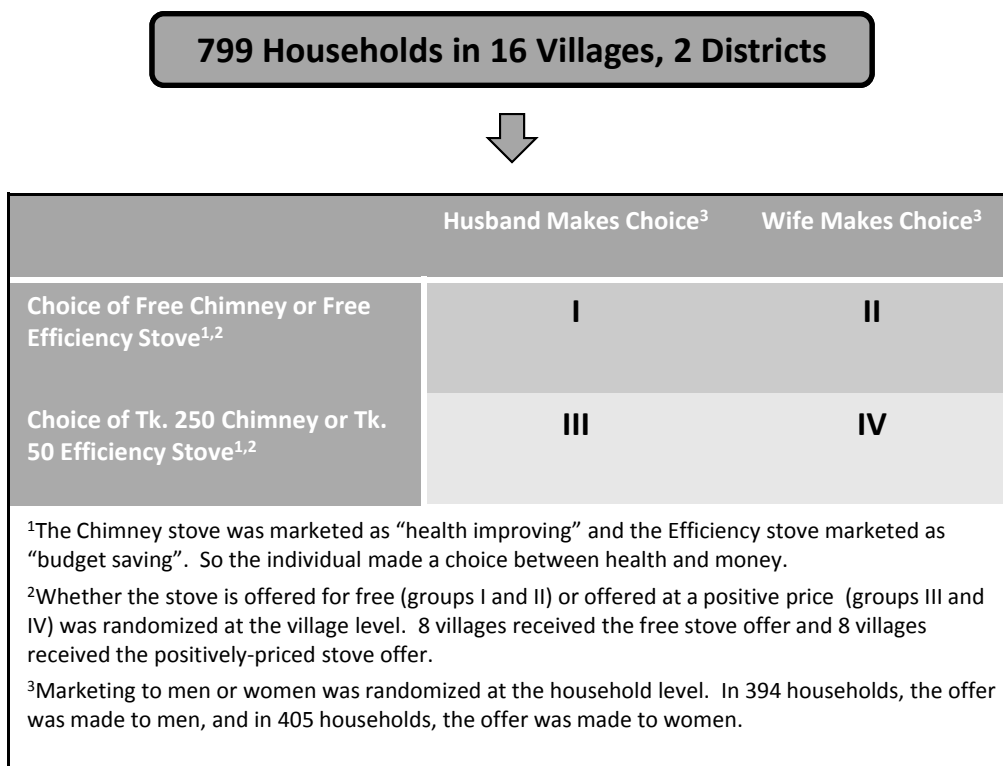 799 Households in 16 Villages, 2 Districts
Husband Makes Choice³ Wife Makes Choice³
Choice of Free Chimney or Free
Efficiency Stove¹,²
I II
Choice of Tk. 250 Chimney or Tk.
50 Efficiency Stove¹,²
III IV
¹The Chimney stove was marketed as “health improving” and the Efficiency stove marketed as
“budget saving”. So the individual made a choice between health and money.
²Whether the stove is offered for free (groups I and II) or offered at a positive price (groups III and
IV) was randomized at the village level. 8 villages received the free stove offer and 8 villages
received the positively-priced stove offer.
³Marketing to men or women was randomized at the household level. In 394 households, the offer
was made to men, and in 405 households, the offer was made to women.